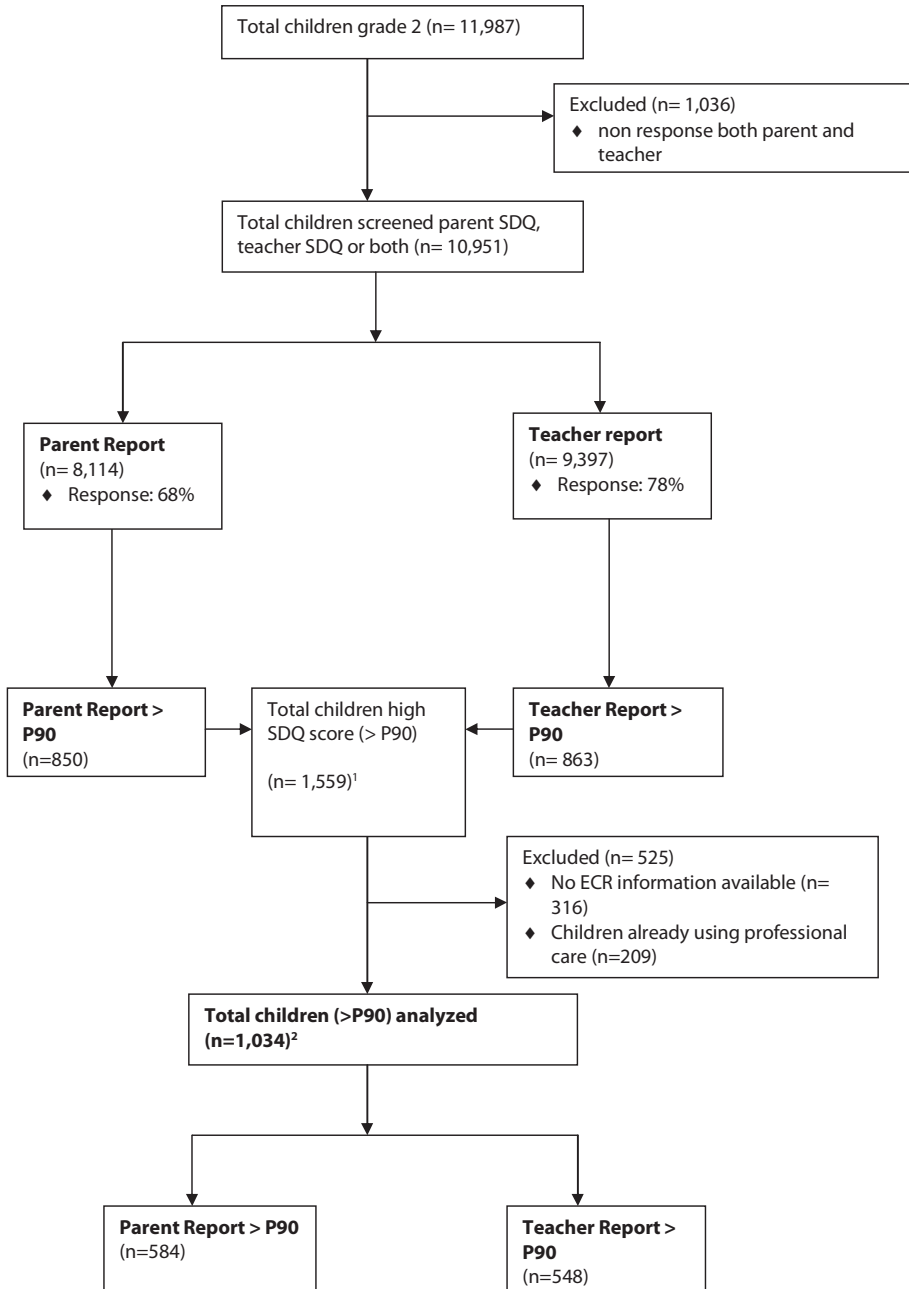 Total children grade 2 (n= 11,987)
Excluded (n= 1,036)
♦ non response both parent and
teacher
Total children screened parent SDQ,
teacher SDQ or both (n= 10,951)
Parent Report
(n= 8,114)
♦ Response: 68%
Teacher report
(n= 9,397)
♦ Response: 78%
Parent Report >
P90
(n=850)
Total children high
SDQ score (> P90)
(n= 1,559)¹
Teacher Report >
P90
(n= 863)
Excluded (n= 525)
♦ No ECR information available (n=
316)
♦ Children already using professional
care (n=209)
Total children (>P90) analyzed
(n=1,034)²
Parent Report > P90
(n=584)
Teacher Report >
P90
(n=548)